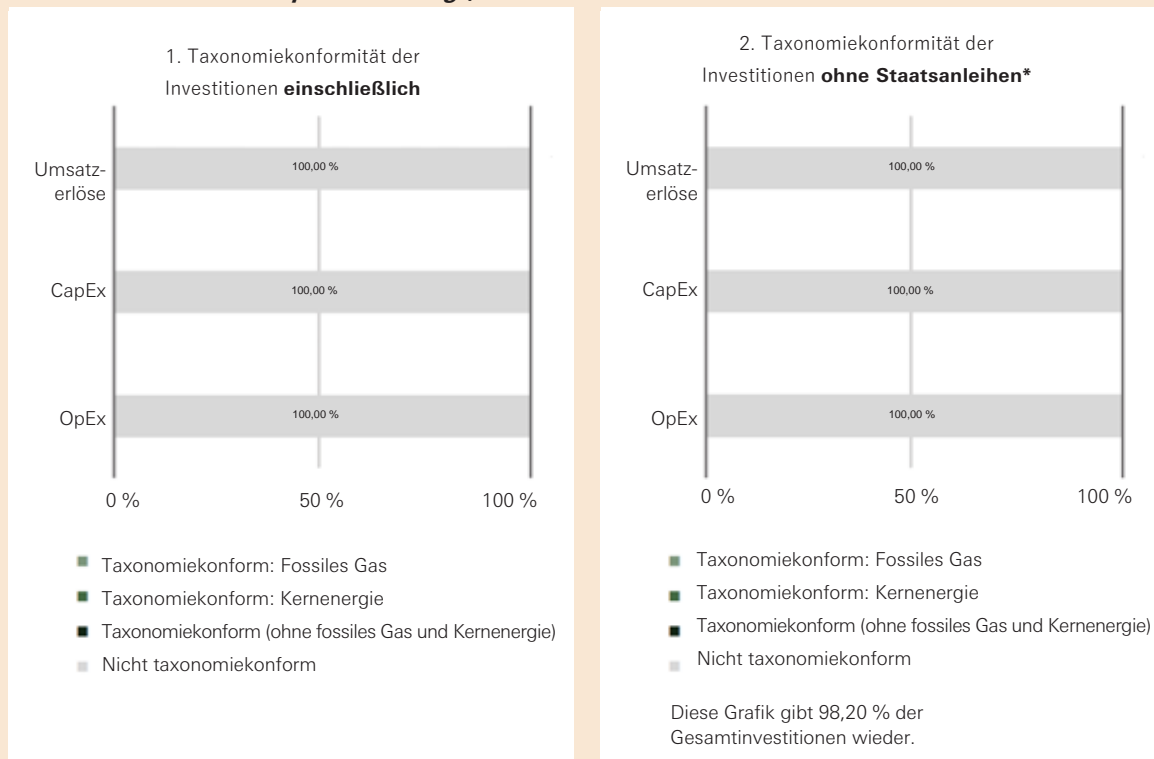 1. Taxonomiekonformität der
Investitionen einschließlich
Umsatz-
erlöse
100,00 %
CapEx
100,00 %
OpEx
100,00 %
0 %
50 %
100 %
Taxonomiekonform: Fossiles Gas
Taxonomiekonform: Kernenergie
Taxonomiekonform (ohne fossiles Gas und Kernenergie)
Nicht taxonomiekonform
2. Taxonomiekonformität der
Investitionen ohne Staatsanleihen*
Umsatz-
erlöse
100,00 %
CapEx
100,00 %
OpEx
100,00 %
0 %
50 %
100 %
Taxonomiekonform: Fossiles Gas
Taxonomiekonform: Kernenergie
Taxonomiekonform (ohne fossiles Gas und Kernenergie)
Nicht taxonomiekonform
Diese Grafik gibt 98,20 % der
Gesamtinvestitionen wieder.